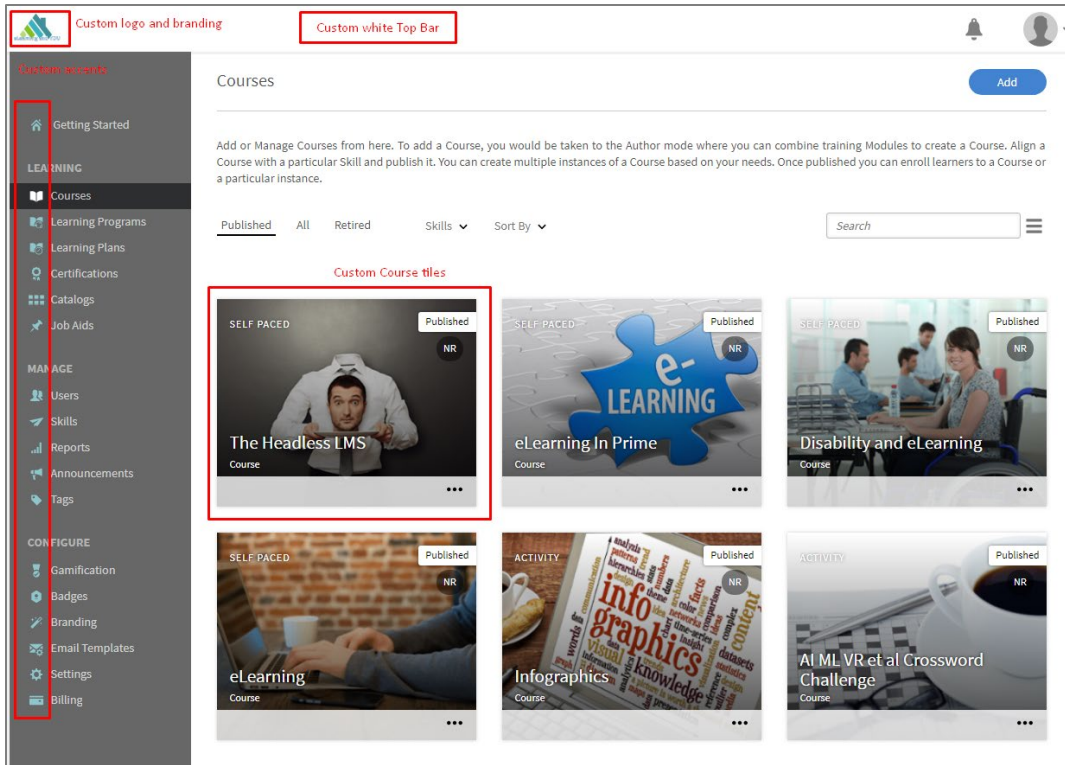 Custom logo and branding
Custom white Top Bar
Custom accents
Courses
Add
Getting Started
Add or Manage Courses from here. To add a Course, you would be taken to the Author mode where you can combine training Modules to create a Course. Align a
Course with a particular Skill and publish it. You can create multiple instances of a Course based on your needs. Once published you can enroll learners to a Course or
a particular instance.
LEARNING
Courses
Learning Programs
Learning Plans
Certifications
Catalogs
Job Aids
MANAGE
Users
Skills
Reports
Announcements
Tags
CONFIGURE
Gamification
Badges
Branding
Email Templates
Settings
Billing
Published All Retired Skills Sort By Search
Custom Course tiles
SELF PACED
Published
NR
The Headless LMS
Course
SELF PACED
Published
NR
e-
LEARNING
eLearning In Prime
Course
SELF PACED
Published
NR
Disability and eLearning
Course
SELF PACED
Published
NR
eLearning
Course
ACTIVITY
Published
NR
info
graphics
Infographics
Course
ACTIVITY
Published
NR
AI ML VR et al Crossword
Challenge
Course